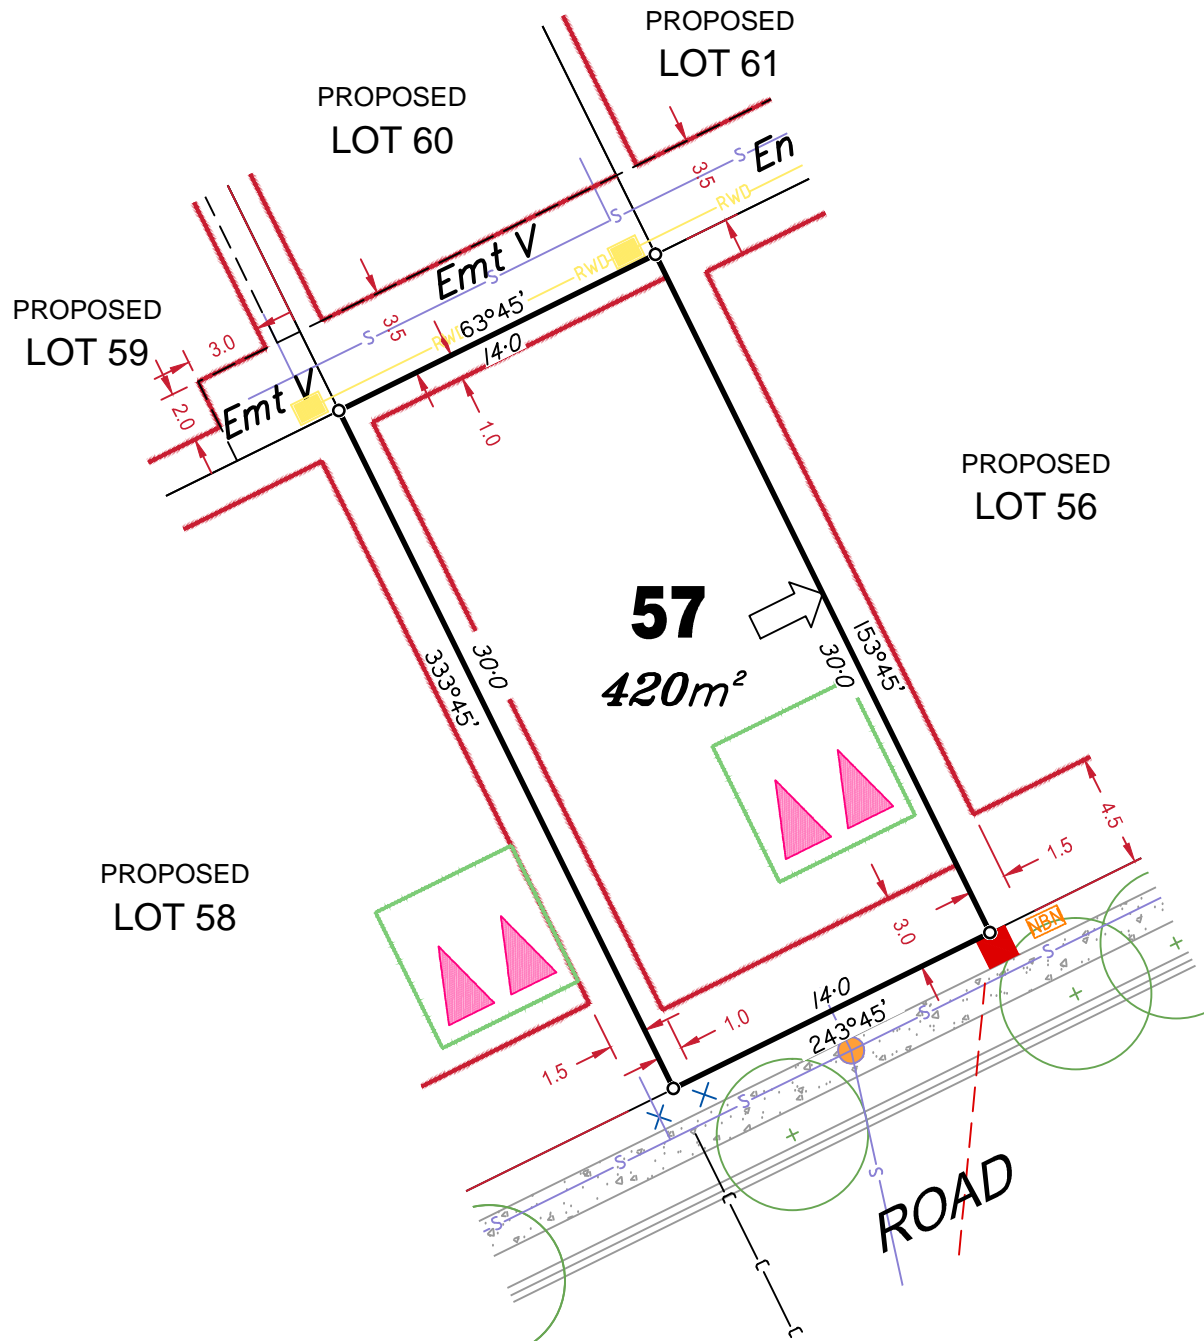 PROPOSED
LOT 61
PROPOSED
LOT 60
En
S
3.5
RWD
S
Emt V
S
RWD
PROPOSED
LOT 59
3.0
63°45'
3.5
S
RWD
14.0
2.0
Emt V
1.0
PROPOSED
LOT 56
57
420m²
333°45'
30.0
30.0
153°45'
4.5
1.5
PROPOSED
LOT 58
3.0
NBN
S
14.0
243°45'
S
1.0
1.5
S
S
S
ROAD
S